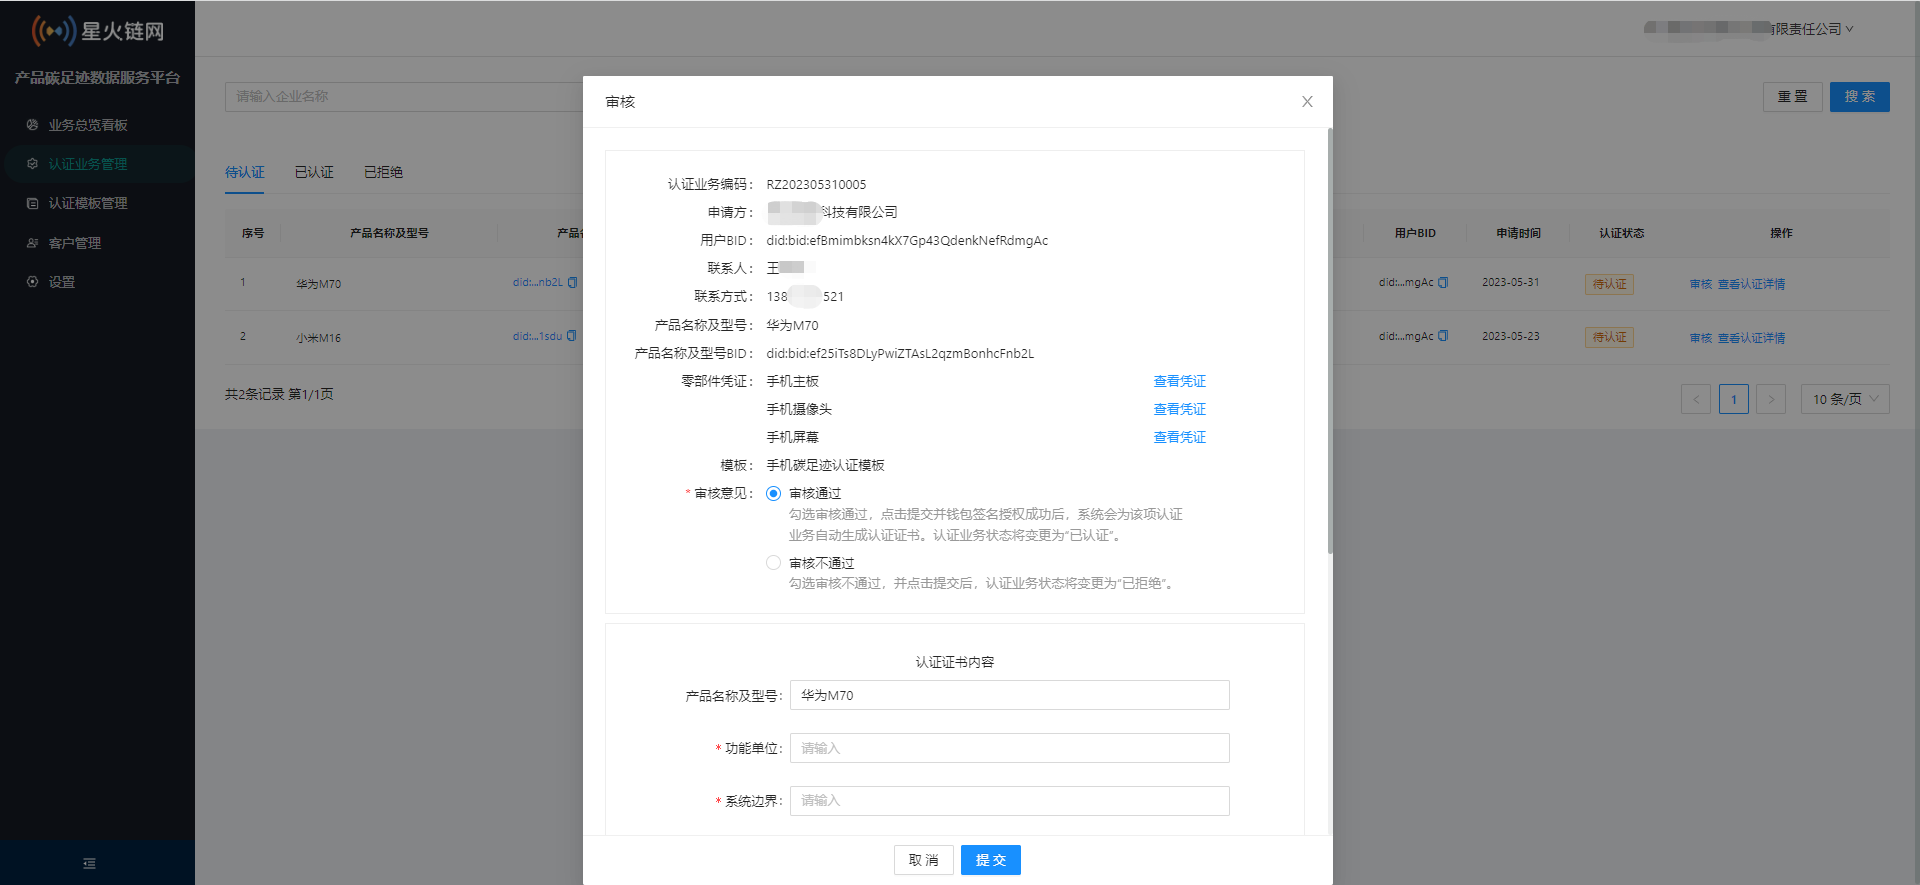 星火链网
产品碳足迹数据服务平台
业务总览看板
认证业务管理
认证模板管理
客户管理
设置
有限责任公司
请输入企业名称
重 置
搜 索
待认证
已认证
已拒绝
序号
产品名称及型号
产品名
用户BID
申请时间
认证状态
操作
1
华为M70
did:...nb2L
did:...mgAc
2023-05-31
待认证
审核 查看认证详情
2
小米M16
did:...1sdu
did:...mgAc
2023-05-23
待认证
审核 查看认证详情
共2条记录 第1/1页
1
10 条/页
审核
认证业务编码： RZ202305310005
申请方： 科技有限公司
用户BID： did:bid:efBmimbksn4kX7Gp43QdenkNefRdmgAc
联系人： 王
联系方式： 138 521
产品名称及型号： 华为M70
产品名称及型号BID： did:bid:ef25iTs8DLyPwiZTAsL2qzmBonhcFnb2L
零部件凭证： 手机主板 查看凭证
手机摄像头 查看凭证
手机屏幕 查看凭证
模板： 手机碳足迹认证模板
* 审核意见： 审核通过
勾选审核通过，点击提交并钱包签名授权成功后，系统会为该项认证
业务自动生成认证证书。认证业务状态将变更为“已认证”。
审核不通过
勾选审核不通过，并点击提交后，认证业务状态将变更为“已拒绝”。
认证证书内容
产品名称及型号： 华为M70
* 功能单位： 请输入
* 系统边界： 请输入
取 消
提 交